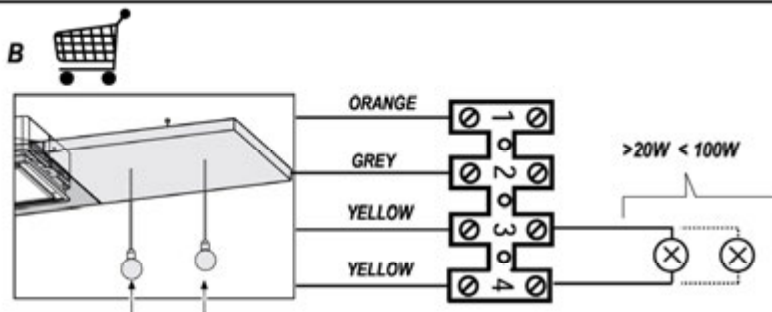 B
ORANGE
1
GREY
2
>20W < 100W
YELLOW
3
YELLOW
4